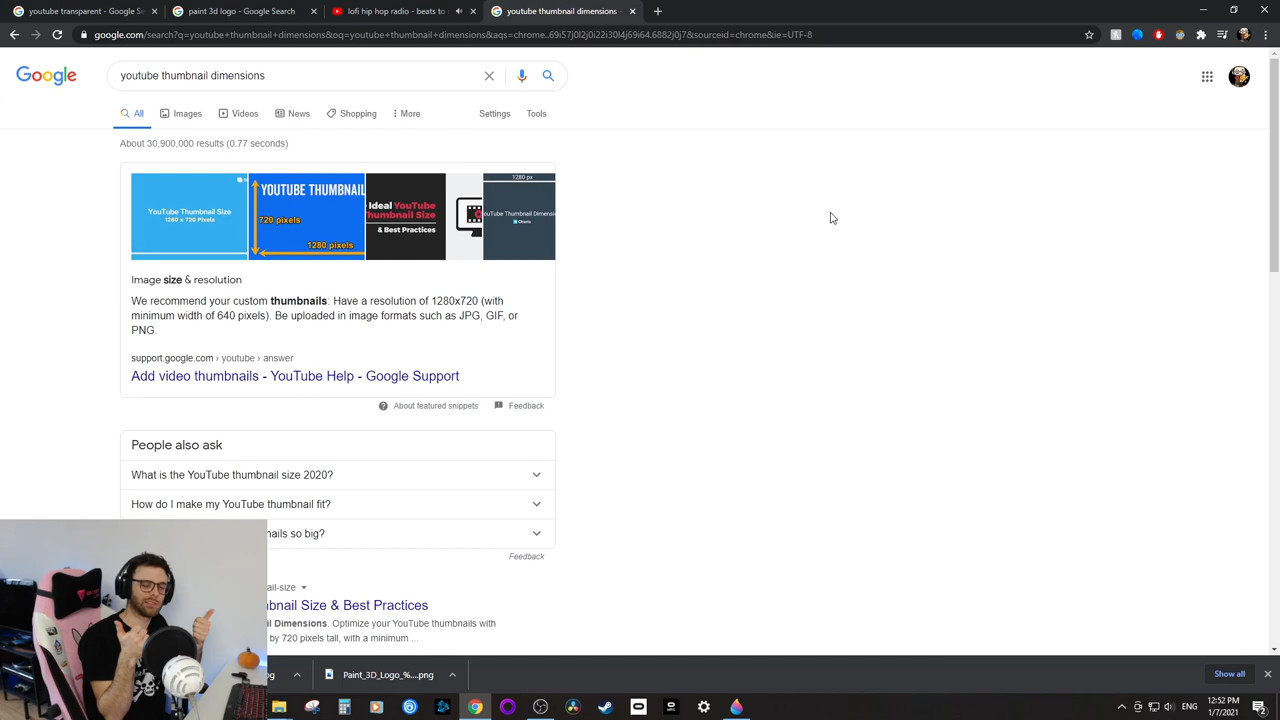 youtube transparent - Google Se
paint 3d logo - Google Search
lofi hip hop radio - beats to
youtube thumbnail dimensions -
google.com/search?q=youtube+thumbnail+dimensions&oq=youtube+thumbnail+dimensions&aqs=chrome..69i57j0l2j0i22i30l4j69i64.6882j0j7&sourceid=chrome&ie=UTF-8
Google
youtube thumbnail dimensions
All
Images
Videos
News
Shopping
More
Settings
Tools
About 30,900,000 results (0.77 seconds)
YouTube Thumbnail Size
1280 x 720 Pixels
YOUTUBE THUMBNAIL
720 pixels
1280 pixels
Ideal YouTube
Thumbnail Size
& Best Practices
1280 px
YouTube Thumbnail Dimensi
Image size & resolution
We recommend your custom thumbnails: Have a resolution of 1280x720 (with
minimum width of 640 pixels). Be uploaded in image formats such as JPG, GIF, or
PNG.
support.google.com › youtube › answer
Add video thumbnails - YouTube Help - Google Support
About featured snippets
Feedback
People also ask
What is the YouTube thumbnail size 2020?
How do I make my YouTube thumbnail fit?
nails so big?
Feedback
ail-size
bnail Size & Best Practices
il Dimensions. Optimize your YouTube thumbnails with
by 720 pixels tall, with a minimum ...
Paint_3D_Logo_%....png
Show all
ENG
12:52 PM
1/7/2021